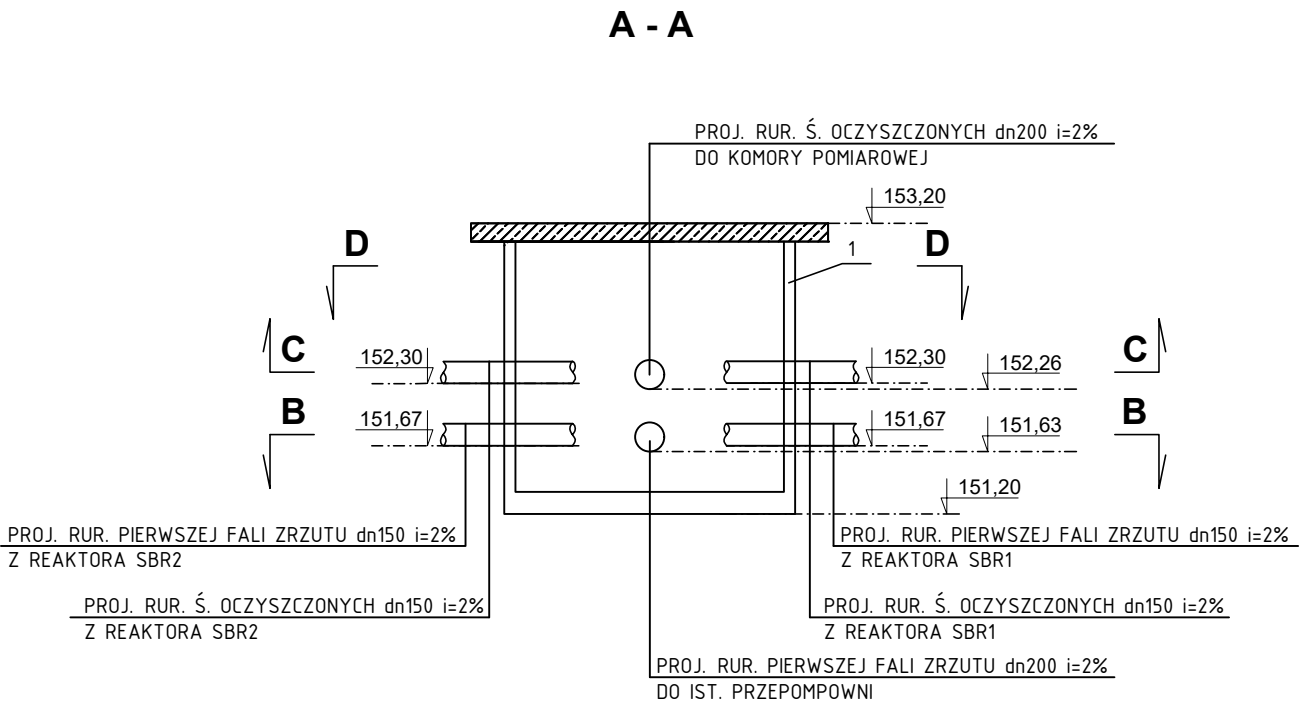 A - A
PROJ. RUR. Ś. OCZYSZCZONYCH dn200 i=2%
DO KOMORY POMIAROWEJ
153,20
D
1
D
C
152,30
152,30
152,26
C
B
151,67
151,67
151,63
B
151,20
PROJ. RUR. PIERWSZEJ FALI ZRZUTU dn150 i=2%
Z REAKTORA SBR2
PROJ. RUR. PIERWSZEJ FALI ZRZUTU dn150 i=2%
Z REAKTORA SBR1
PROJ. RUR. Ś. OCZYSZCZONYCH dn150 i=2%
Z REAKTORA SBR2
PROJ. RUR. Ś. OCZYSZCZONYCH dn150 i=2%
Z REAKTORA SBR1
PROJ. RUR. PIERWSZEJ FALI ZRZUTU dn200 i=2%
DO IST. PRZEPOMPOWNI